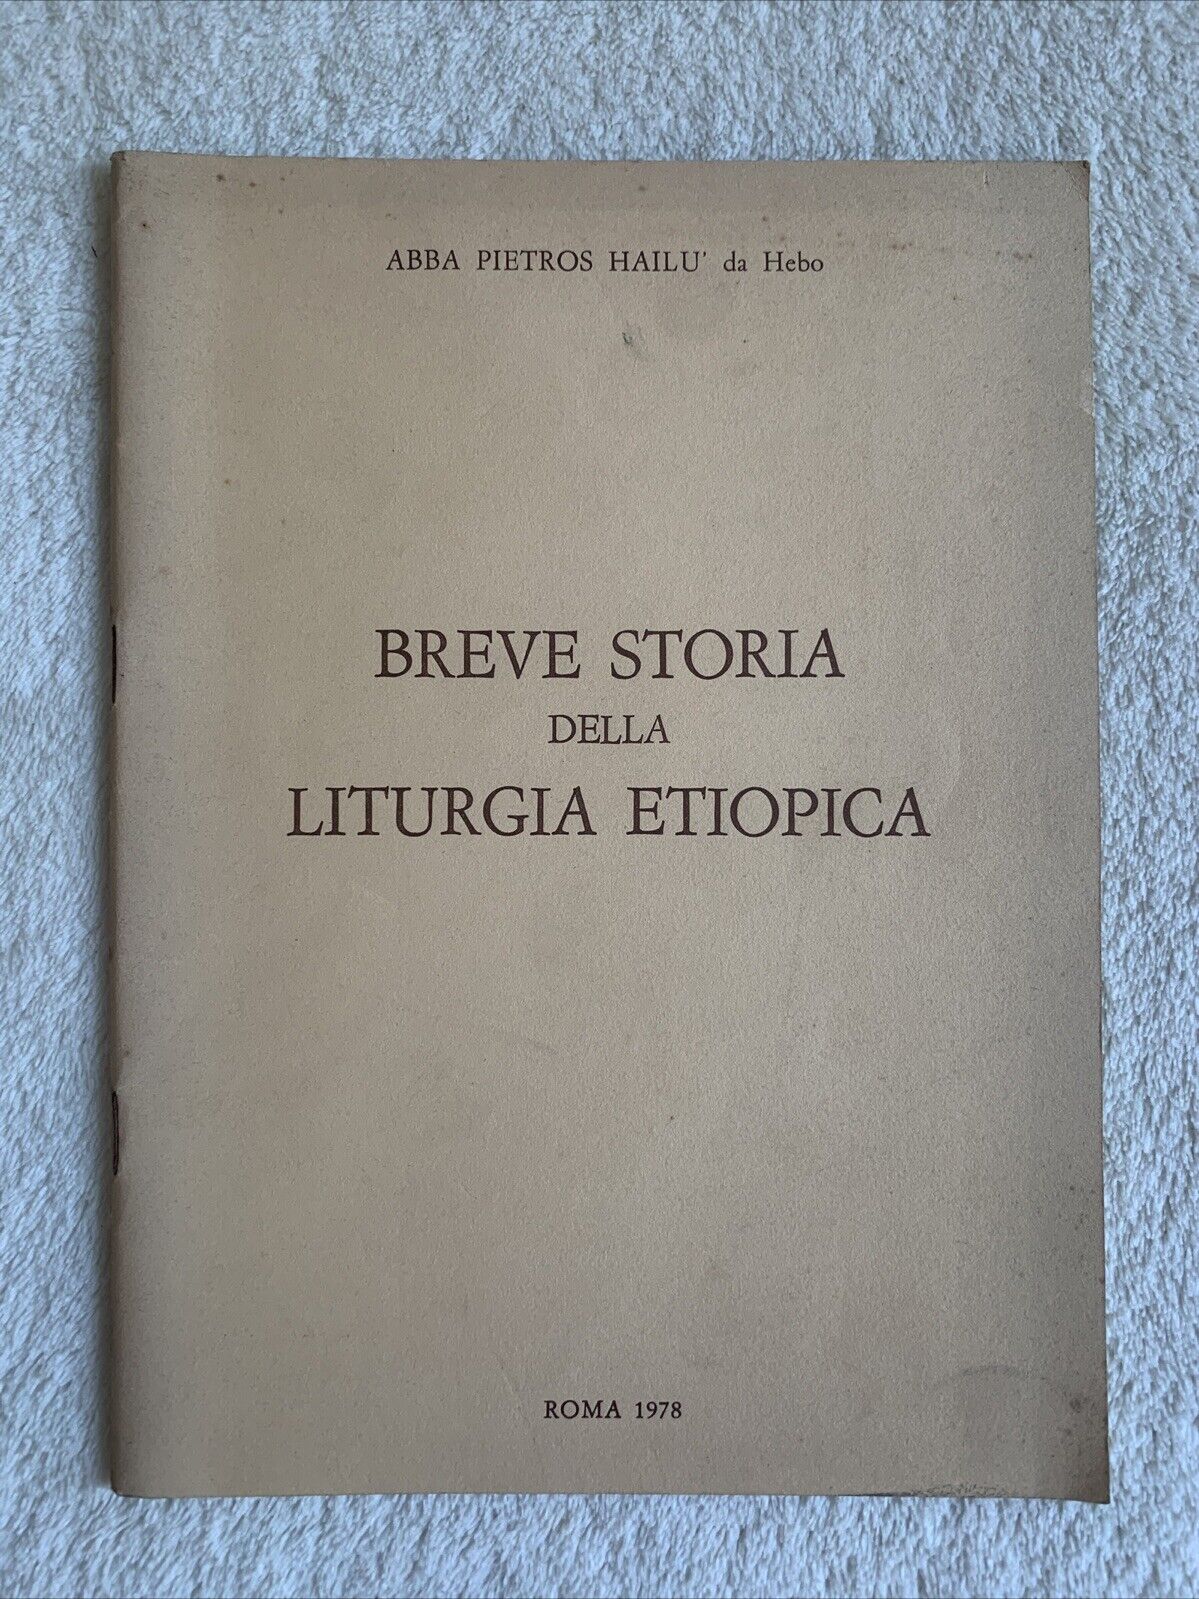 ABBA PIETROS HAILU' da Hebo
BREVE STORIA
DELLA
LITURGIA ETIOPICA
ROMA 1978